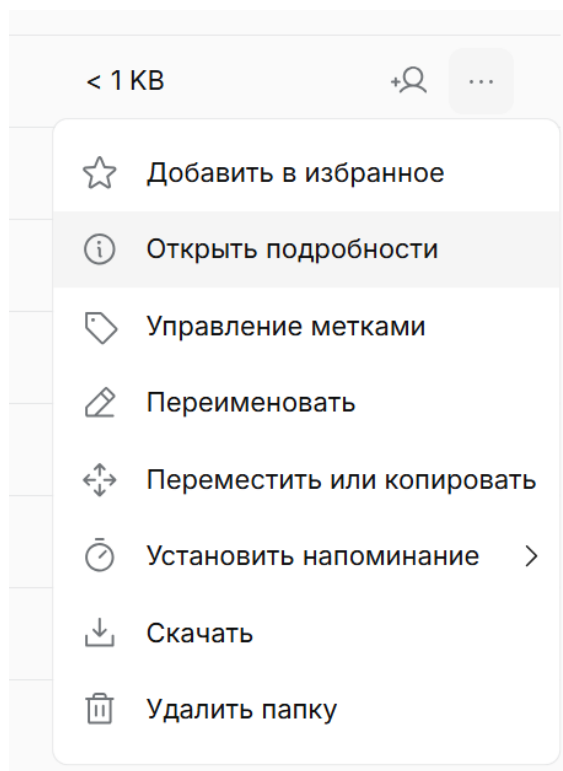 < 1 KB
Добавить в избранное
Открыть подробности
Управление метками
Переименовать
Переместить или копировать
Установить напоминание
Скачать
Удалить папку